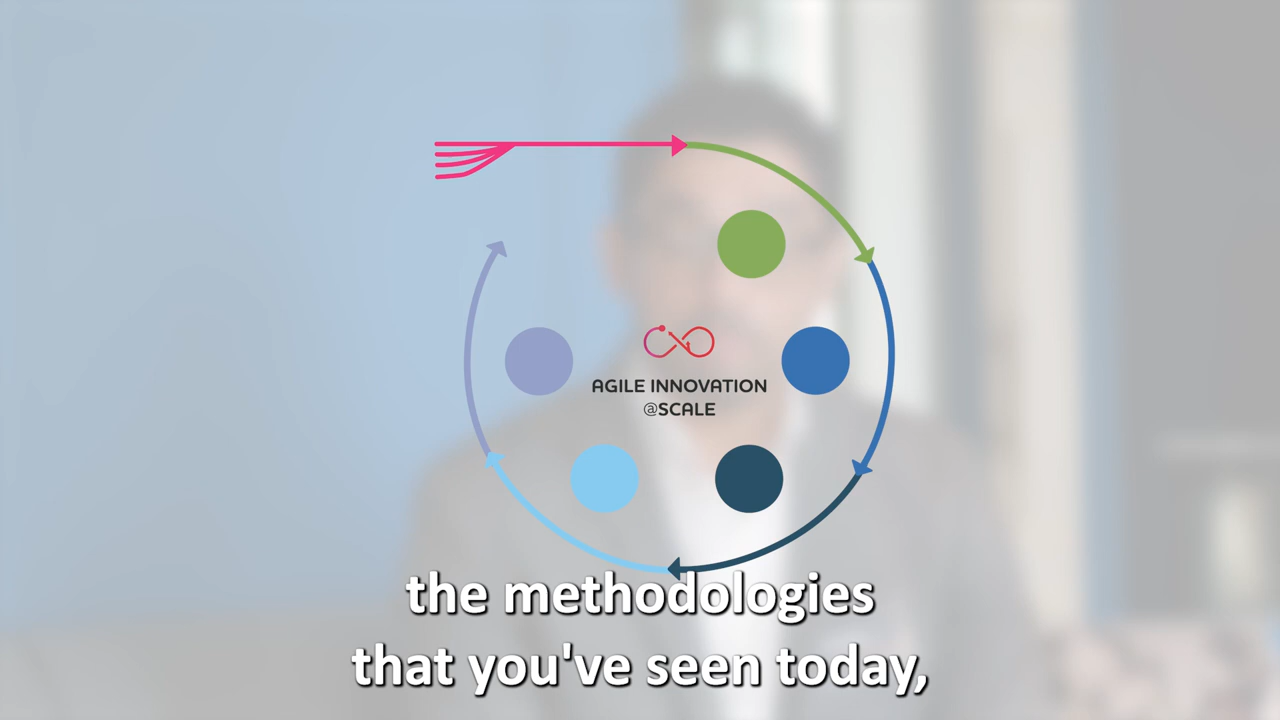 AGILE INNOVATION
@SCALE
the methodologies
that you've seen today,